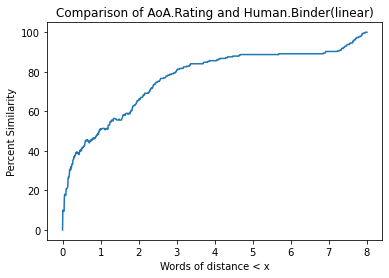 Comparison of AoA.Rating and Human.Binder(linear)
100
80
60
40
20
0
Percent Similarity
0 1 2 3 4 5 6 7 8
Words of distance < x